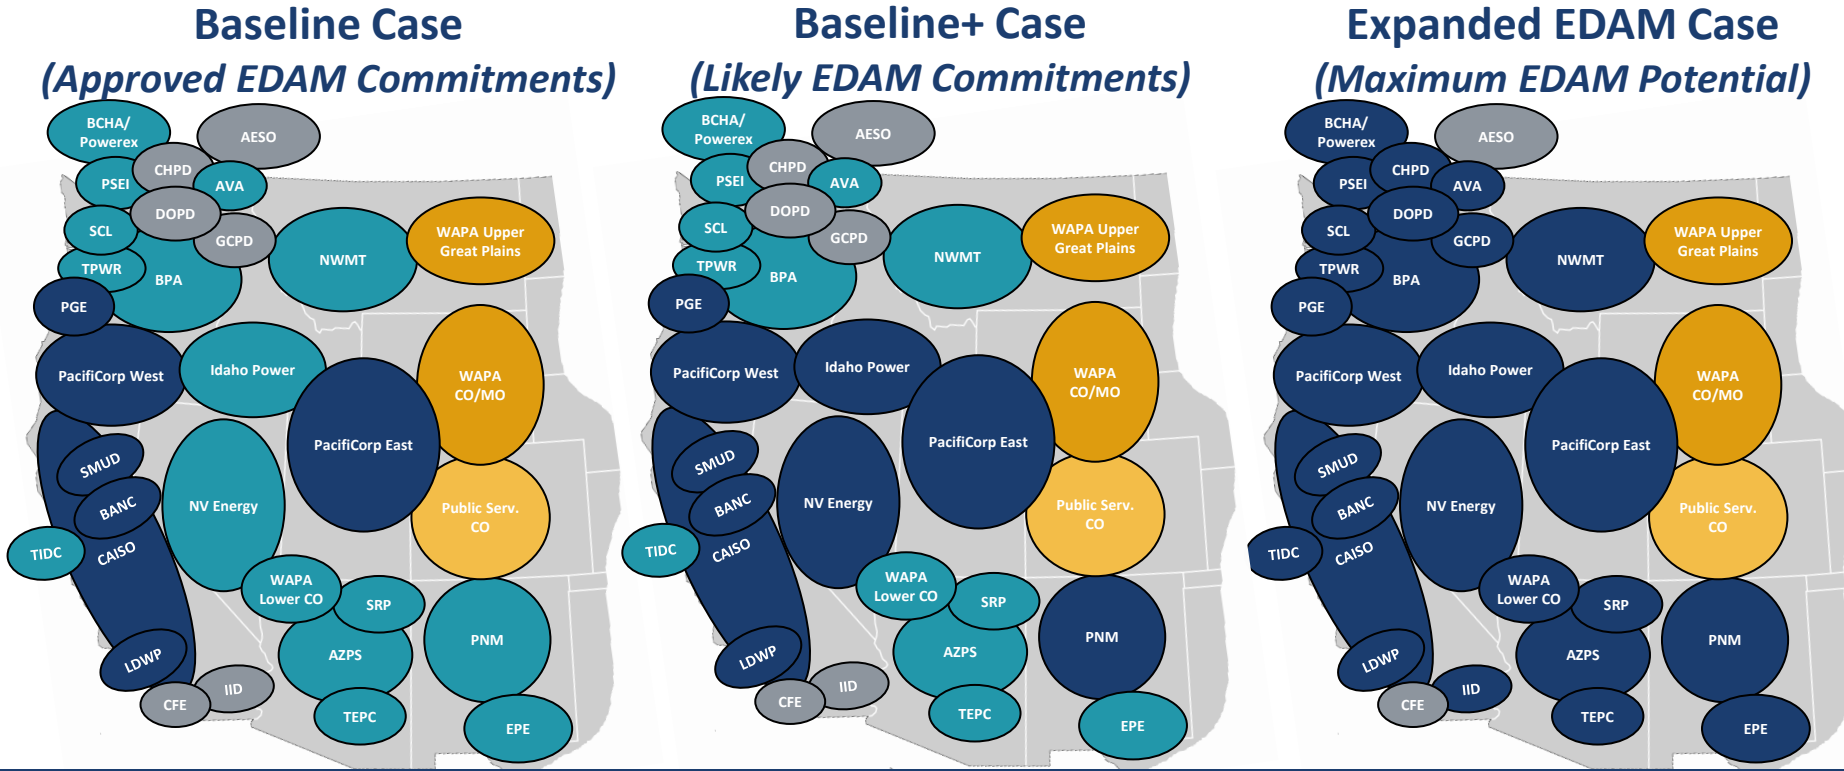 Baseline Case
(Approved EDAM Commitments)
BCHA/
Powerex
AESO
CHPD
PSEI
AVA
DOPD
SCL
GCPD
WAPA Upper
Great Plains
NWMT
TPWR
BPA
PGE
PacifiCorp West
Idaho Power
WAPA
CO/MO
PacifiCorp East
SMUD
BANC
NV Energy
Public Serv.
CO
TIDC
CAISO
WAPA
Lower CO
SRP
PNM
AZPS
LDWP
IID
CFE
TEPC
EPE
Baseline+ Case
(Likely EDAM Commitments)
BCHA/
Powerex
AESO
CHPD
PSEI
AVA
DOPD
SCL
GCPD
WAPA Upper
Great Plains
NWMT
TPWR
BPA
PGE
PacifiCorp West
Idaho Power
WAPA
CO/MO
PacifiCorp East
SMUD
BANC
NV Energy
Public Serv.
CO
TIDC
CAISO
WAPA
Lower CO
SRP
PNM
AZPS
LDWP
IID
CFE
TEPC
EPE
Expanded EDAM Case
(Maximum EDAM Potential)
BCHA/
Powerex
AESO
CHPD
PSEI
AVA
DOPD
SCL
GCPD
WAPA Upper
Great Plains
NWMT
TPWR
BPA
PGE
PacifiCorp West
Idaho Power
WAPA
CO/MO
PacifiCorp East
SMUD
BANC
NV Energy
Public Serv.
CO
TIDC
CAISO
WAPA
Lower CO
SRP
PNM
AZPS
LDWP
IID
CFE
TEPC
EPE